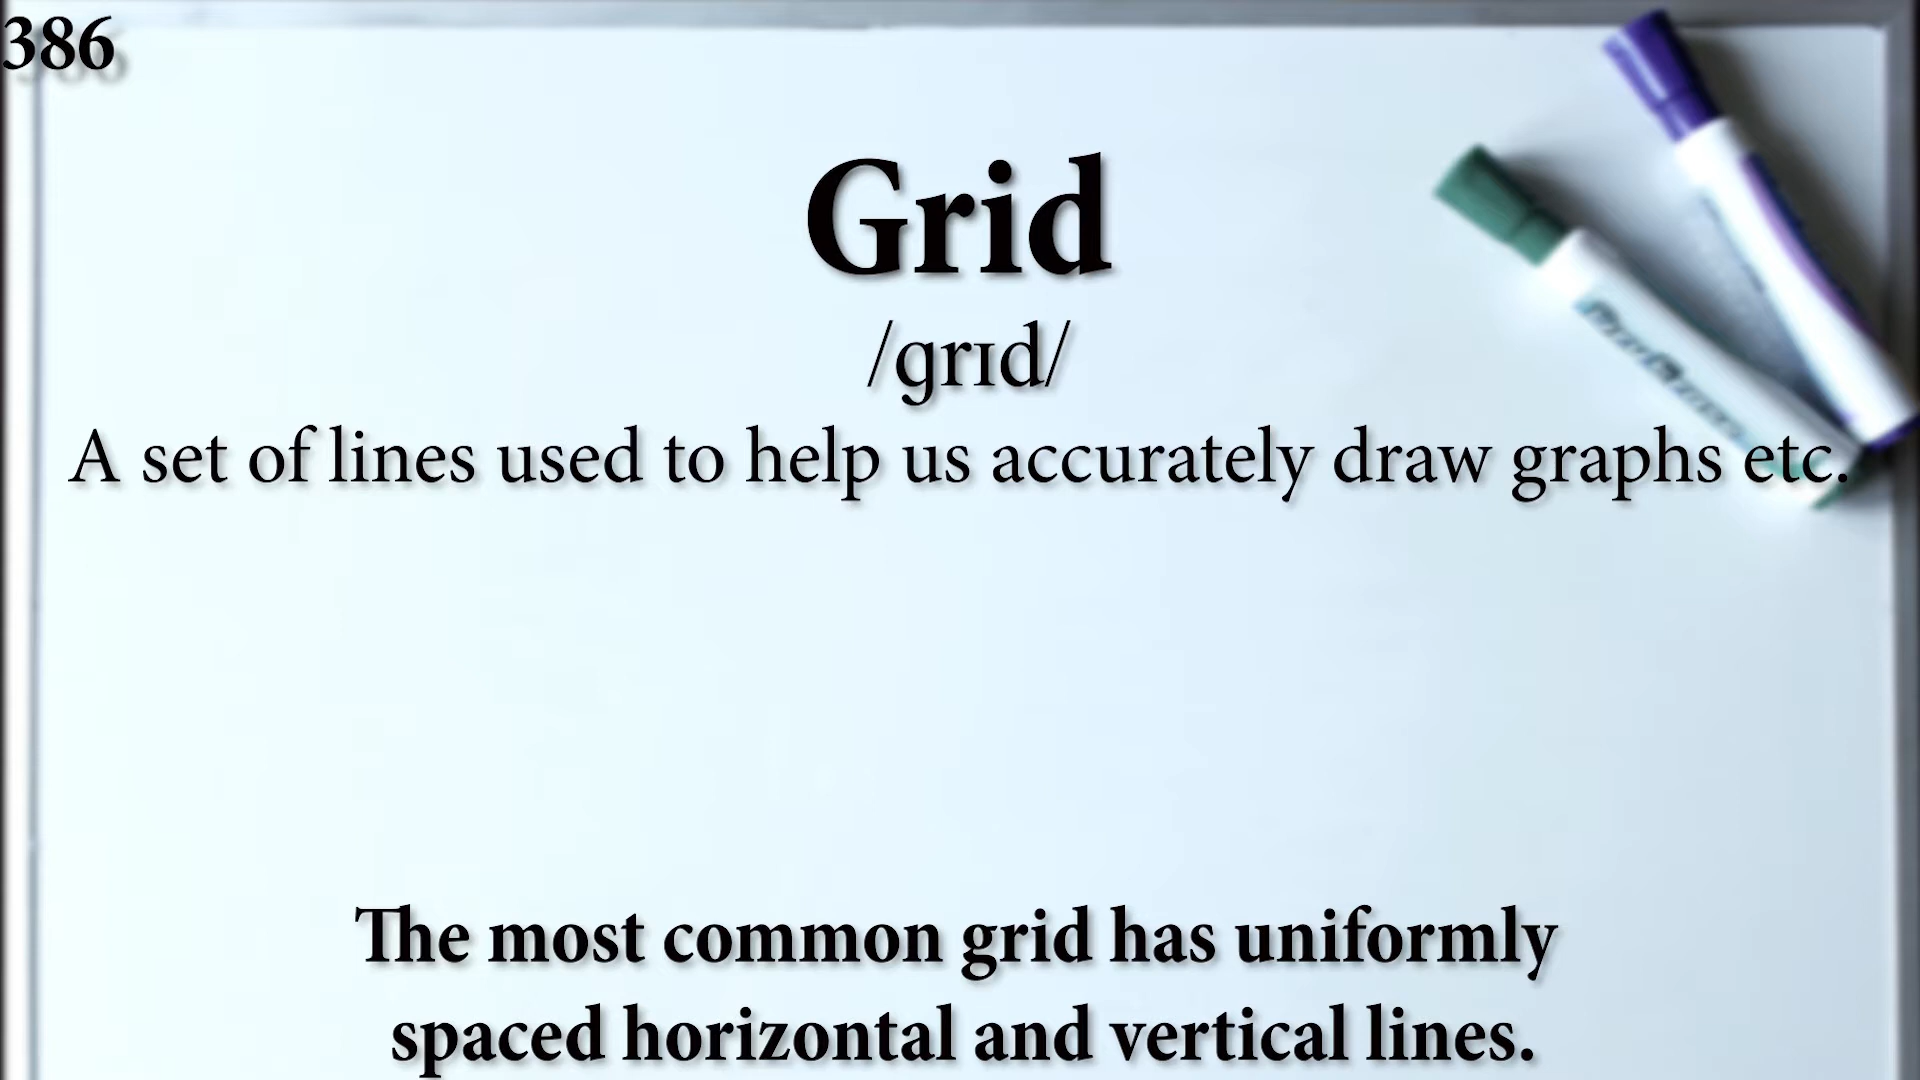 386
Grid
/ɡrɪd/
A set of lines used to help us accurately draw graphs etc.
The most common grid has uniformly
spaced horizontal and vertical lines.